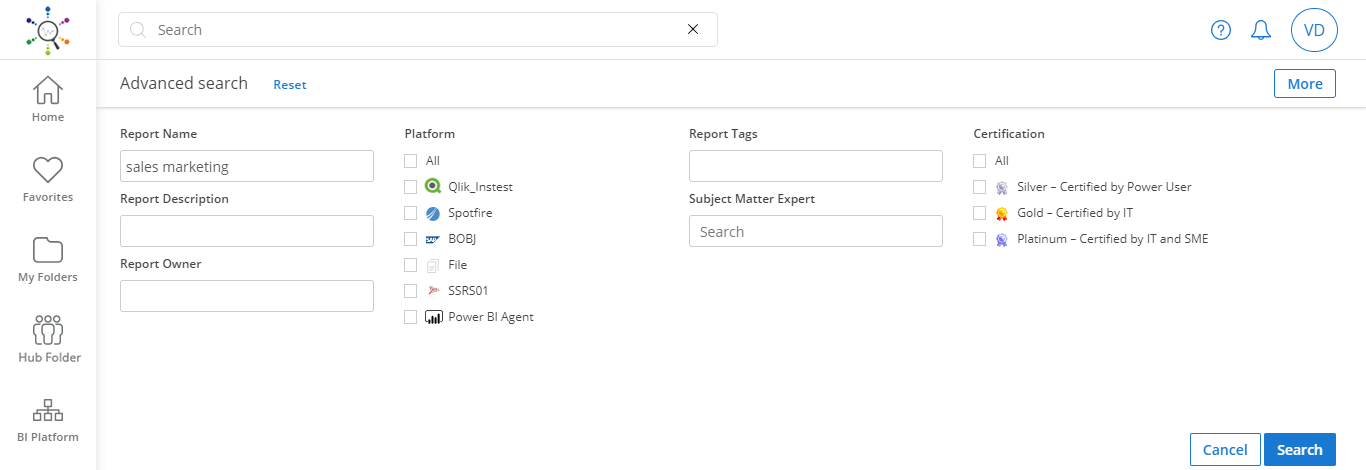 Search
VD
Advanced search
Reset
More
Home
Favorites
My Folders
Hub Folder
BI Platform
Report Name
sales marketing
Report Description
Report Owner
Platform
All
Qlik_Instest
Spotfire
SAP
BOBJ
File
SSRS01
Power BI Agent
Report Tags
Subject Matter Expert
Search
Certification
All
Silver – Certified by Power User
Gold – Certified by IT
Platinum – Certified by IT and SME
Cancel
Search